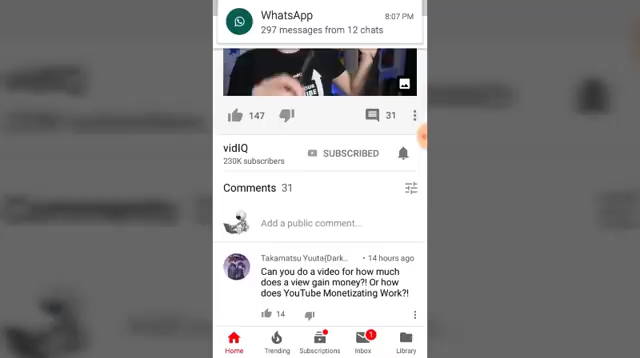 WhatsApp 8:07 PM
297 messages from 12 chats
147 31
vidIQ
230K subscribers
SUBSCRIBED
Comments 31
Add a public comment...
Takamatsu Yuuta{Dark... • 14 hours ago
Can you do a video for how much
does a view gain money?! Or how
does YouTube Monetizating Work?!
14
1
Home Trending Subscriptions Inbox Library